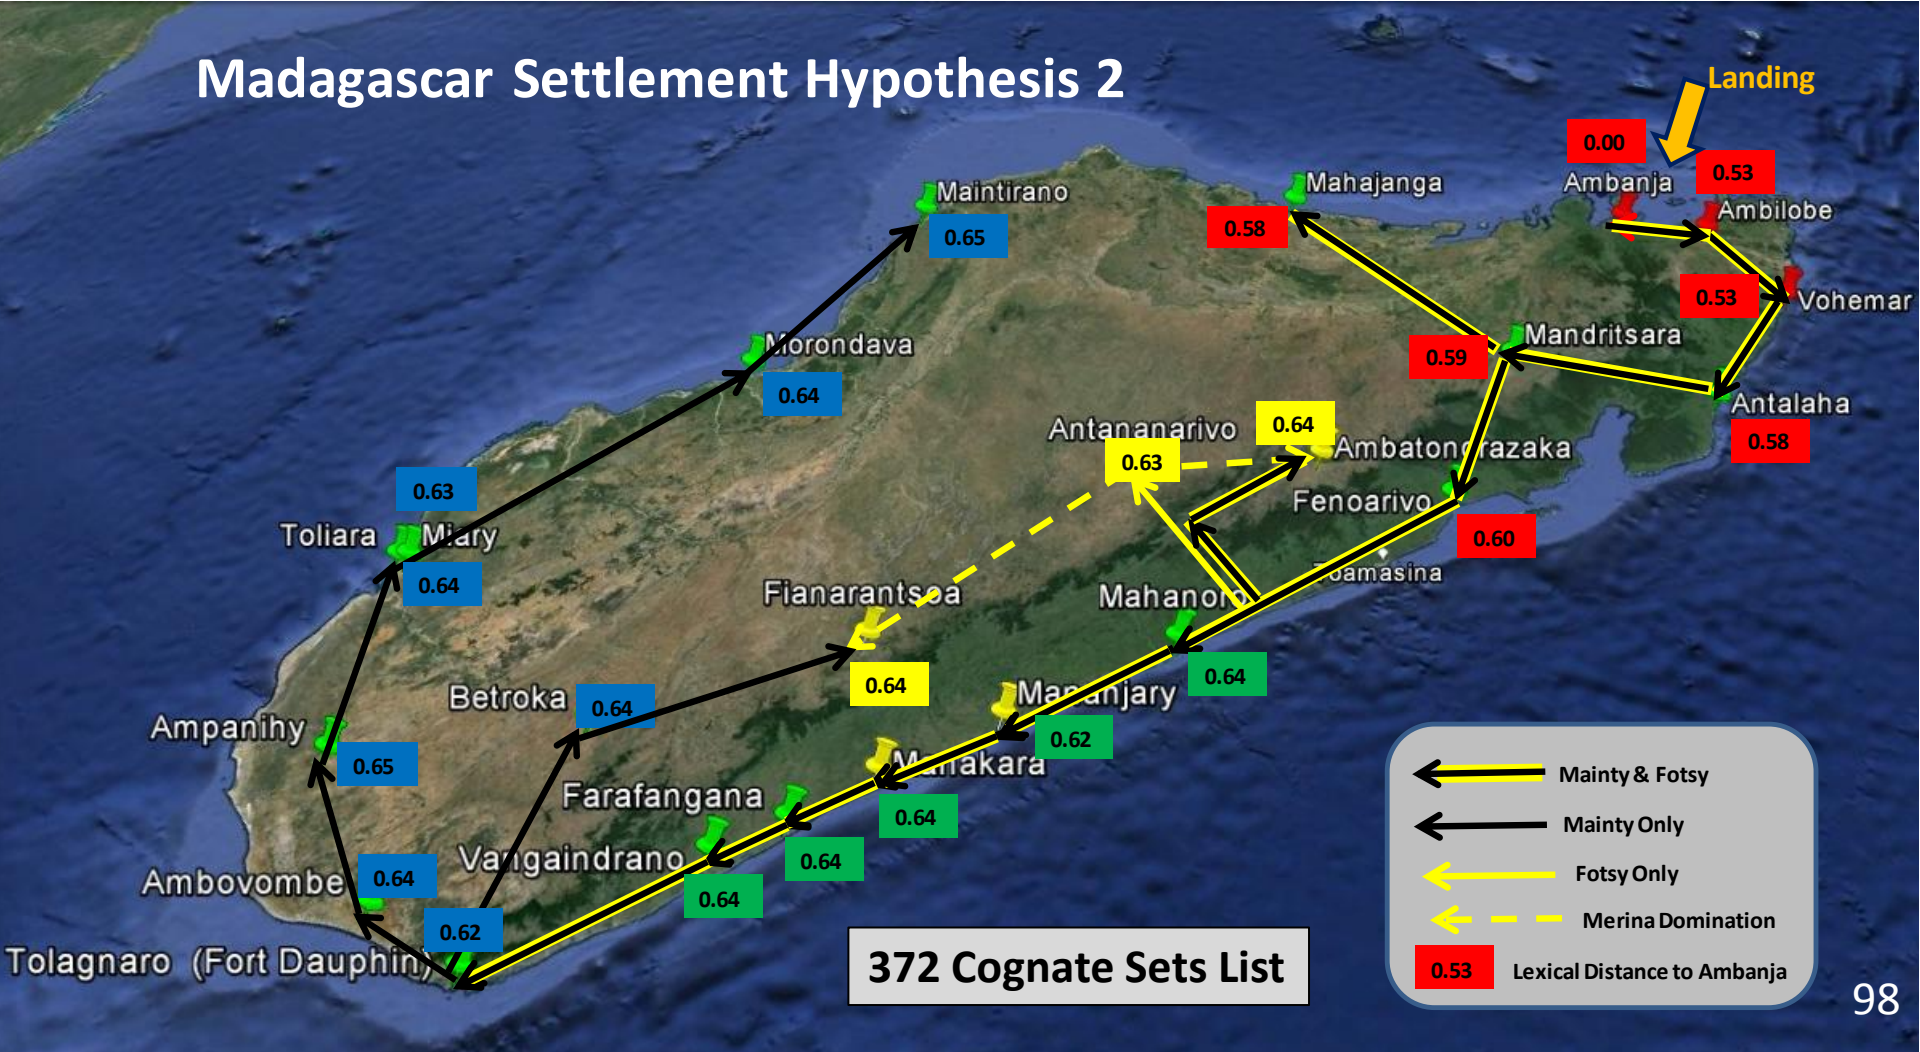 Madagascar Settlement Hypothesis 2
Landing
0.00
0.53
Ambanja
Mahajanga
Maintirano
Ambilobe
0.58
0.65
0.53
Vohemar
Mandritsara
Morondava
0.59
0.64
Antalaha
0.58
Antananarivo
0.64
Ambatondrazaka
0.63
Fenoarivo
0.63
Toliara
Miary
0.60
0.64
Toamasina
Fianarantsoa
Mahanoro
0.64
0.64
Betroka
0.64
Mananjary
Ampanihy
0.62
0.65
Manakara
Farafangana
0.64
Vangaindrano
0.64
Ambovombe
0.64
0.64
0.62
Tolagnaro (Fort Dauphin)
372 Cognate Sets List
Mainty & Fotsy
Mainty Only
Fotsy Only
Merina Domination
0.53 Lexical Distance to Ambanja
98